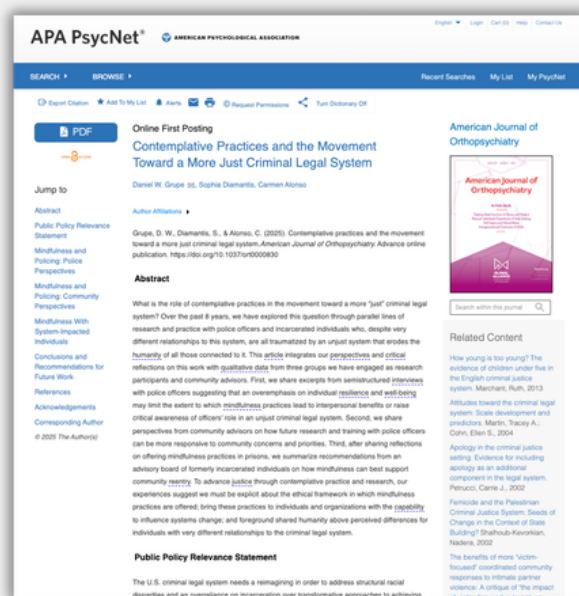 APA PsycNet®
AMERICAN PSYCHOLOGICAL ASSOCIATION
English
Login
Cart (0)
Help
Contact Us
SEARCH
BROWSE
Recent Searches
My List
My PsycNet
Export Citation
Add To My List
Alerts
Request Permissions
Turn Dictionary Off
PDF
Jump to
Abstract
Public Policy Relevance
Statement
Mindfulness and
Policing: Police
Perspectives
Mindfulness and
Policing: Community
Perspectives
Mindfulness With
System-Impacted
Individuals
Conclusions and
Recommendations for
Future Work
References
Acknowledgements
Corresponding Author
© 2025 The Author(s)
Online First Posting
Contemplative Practices and the Movement
Toward a More Just Criminal Legal System
Daniel W. Grupe, Sophia Diamantis, Carmen Alonso
Author Affiliations
Grupe, D. W., Diamantis, S., & Alonso, C. (2025). Contemplative practices and the movement
toward a more just criminal legal system. American Journal of Orthopsychiatry. Advance online
publication. https://doi.org/10.1037/ort0000830
Abstract
What is the role of contemplative practices in the movement toward a more "just" criminal legal
system? Over the past 8 years, we have explored this question through parallel lines of
research and practice with police officers and incarcerated individuals who, despite very
different relationships to this system, are all traumatized by an unjust system that erodes the
humanity of all those connected to it. This article integrates our perspectives and critical
reflections on this work with qualitative data from three groups we have engaged as research
participants and community advisors. First, we share excerpts from semistructured interviews
with police officers suggesting that an overemphasis on individual resilience and well-being
may limit the extent to which mindfulness practices lead to interpersonal benefits or raise
critical awareness of officers' role in an unjust criminal legal system. Second, we share
perspectives from community advisors on how future research and training with police officers
can be more responsive to community concerns and priorities. Third, after sharing reflections
on offering mindfulness practices in prisons, we summarize recommendations from an
advisory board of formerly incarcerated individuals on how mindfulness can best support
community reentry. To advance justice through contemplative practice and research, our
experiences suggest we must be explicit about the ethical framework in which mindfulness
practices are offered; bring these practices to individuals and organizations with the capability
to influence systems change; and foreground shared humanity above perceived differences for
individuals with very different relationships to the criminal legal system.
Public Policy Relevance Statement
The U.S. criminal legal system needs a reimagining in order to address structural racial
disparities and an overreliance on incarceration over transformative approaches to achieving
American Journal of
Orthopsychiatry
American Journal of
Orthopsychiatry
Search within this journal
Related Content
How young is too young? The
evidence of children under five in
the English criminal justice
system. Marchant, Ruth, 2013
Attitudes toward the criminal legal
system: Scale development and
predictors. Martin, Tracey A.;
Cohn, Ellen S., 2004
Apology in the criminal justice
setting: Evidence for including
apology as an additional
component in the legal system.
Petrucci, Carrie J., 2002
Femicide and the Palestinian
Criminal Justice System: Seeds of
Change in the Context of State
Building? Shalhoub-Kevorkian,
Nadera, 2002
The benefits of more "victim-
focused" coordinated community
responses to intimate partner
violence: A critique of "the impact